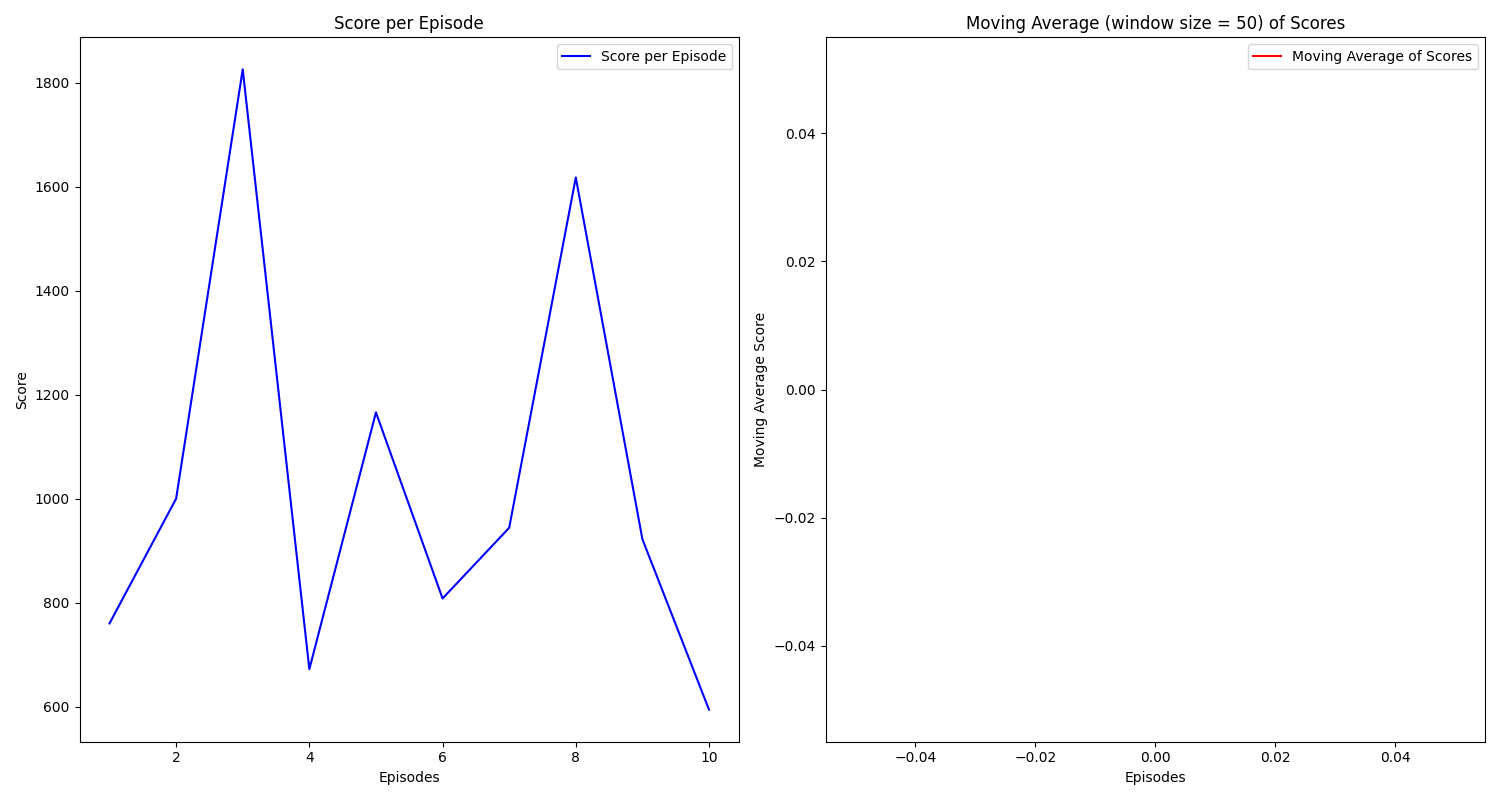 Score per Episode
Score per Episode
1800
1600
1400
1200
1000
800
600
Score
2 4 6 8 10
Episodes
Moving Average (window size = 50) of Scores
Moving Average of Scores
0.04
0.02
0.00
−0.02
−0.04
Moving Average Score
−0.04 −0.02 0.00 0.02 0.04
Episodes